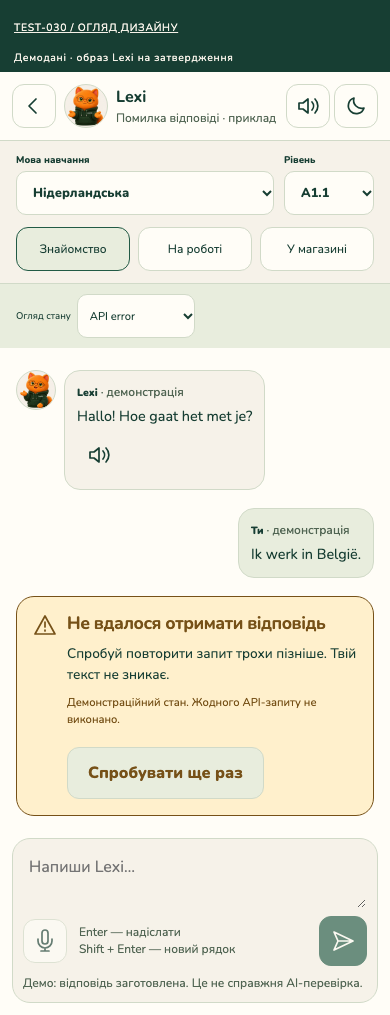 TEST-030 / ОГЛЯД ДИЗАЙНУ
Демодані · образ Lexi на затвердження
Lexi
Помилка відповіді · приклад
Мова навчання
Рівень
Нідерландська
A1.1
Знайомство
На роботі
У магазині
Огляд стану
API error
Lexi · демонстрація
Hallo! Hoe gaat het met je?
Ти · демонстрація
Ik werk in België.
Не вдалося отримати відповідь
Спробуй повторити запит трохи пізніше. Твій
текст не зникає.
Демонстраційний стан. Жодного API-запиту не
виконано.
Спробувати ще раз
Напиши Lexi...
Enter — надіслати
Shift + Enter — новий рядок
Демо: відповідь заготовлена. Це не справжня AI-перевірка.